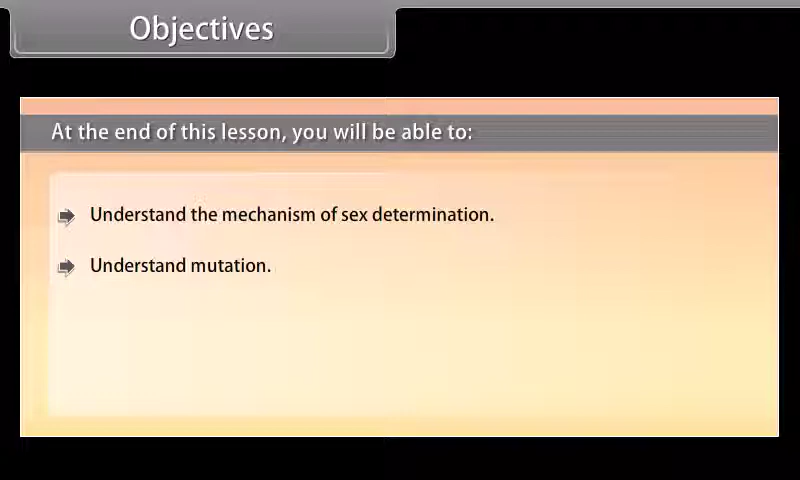 Objectives
At the end of this lesson, you will be able to:
Understand the mechanism of sex determination.
Understand mutation.